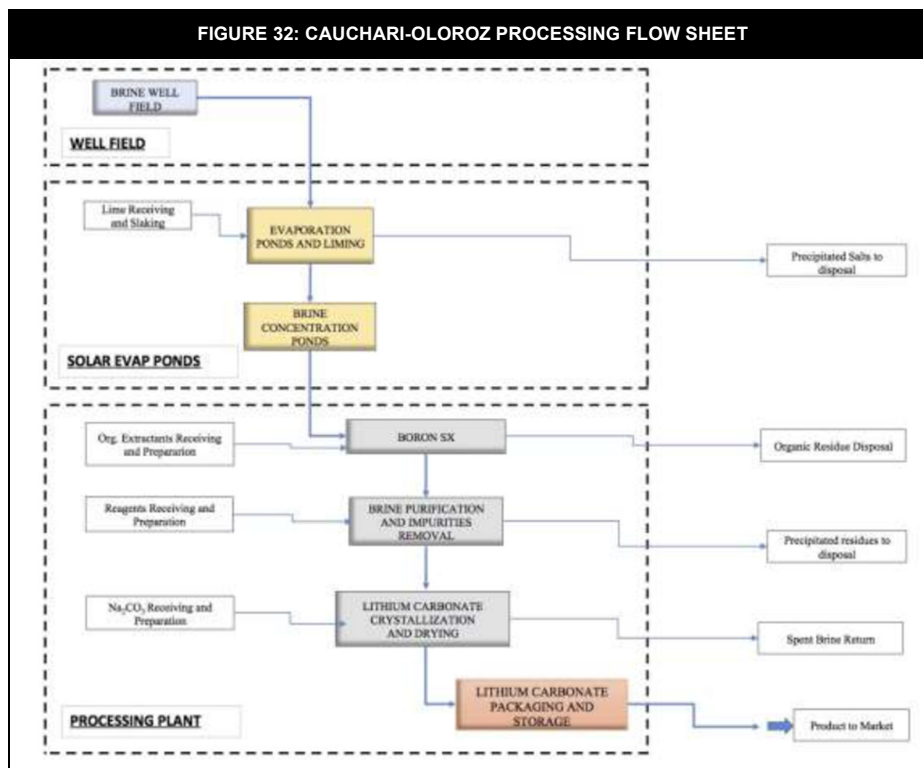 FIGURE 32: CAUCHARI-OLOROZ PROCESSING FLOW SHEET
BRINE WELL
FIELD
WELL FIELD
Lime Receiving
and Slaking
EVAPORATION
PONDS AND LIMING
Precipitated Salts to
disposal
BRINE
CONCENTRATION
PONDS
SOLAR EVAP PONDS
Org. Extractants Receiving
and Preparation
BORON SX
Organic Residue Disposal
Reagents Receiving and
Preparation
BRINE PURIFICATION
AND IMPURITIES
REMOVAL
Precipitated residues to
disposal
Na₂CO₃ Receiving and
Preparation
LITHIUM CARBONATE
CRYSTALLIZATION
AND DRYING
Spent Brine Return
LITHIUM CARBONATE
PACKAGING AND
STORAGE
PROCESSING PLANT
Product to Market